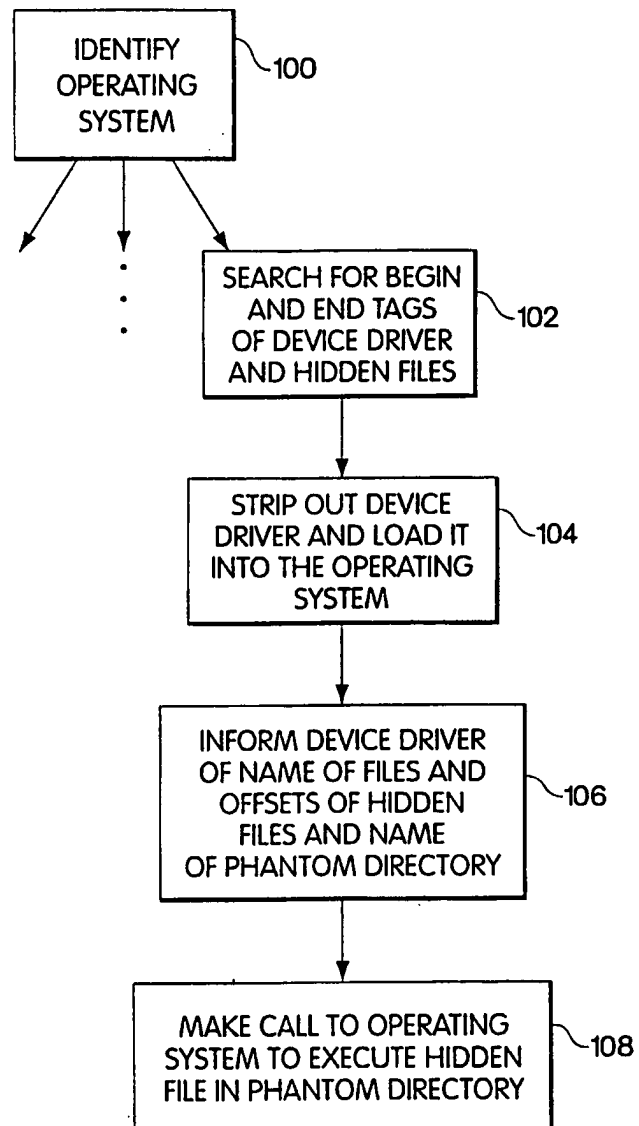 IDENTIFY
OPERATING
SYSTEM
100
SEARCH FOR BEGIN
AND END TAGS
OF DEVICE DRIVER
AND HIDDEN FILES
102
STRIP OUT DEVICE
DRIVER AND LOAD IT
INTO THE OPERATING
SYSTEM
104
INFORM DEVICE DRIVER
OF NAME OF FILES AND
OFFSETS OF HIDDEN
FILES AND NAME
OF PHANTOM DIRECTORY
106
MAKE CALL TO OPERATING
SYSTEM TO EXECUTE HIDDEN
FILE IN PHANTOM DIRECTORY
108